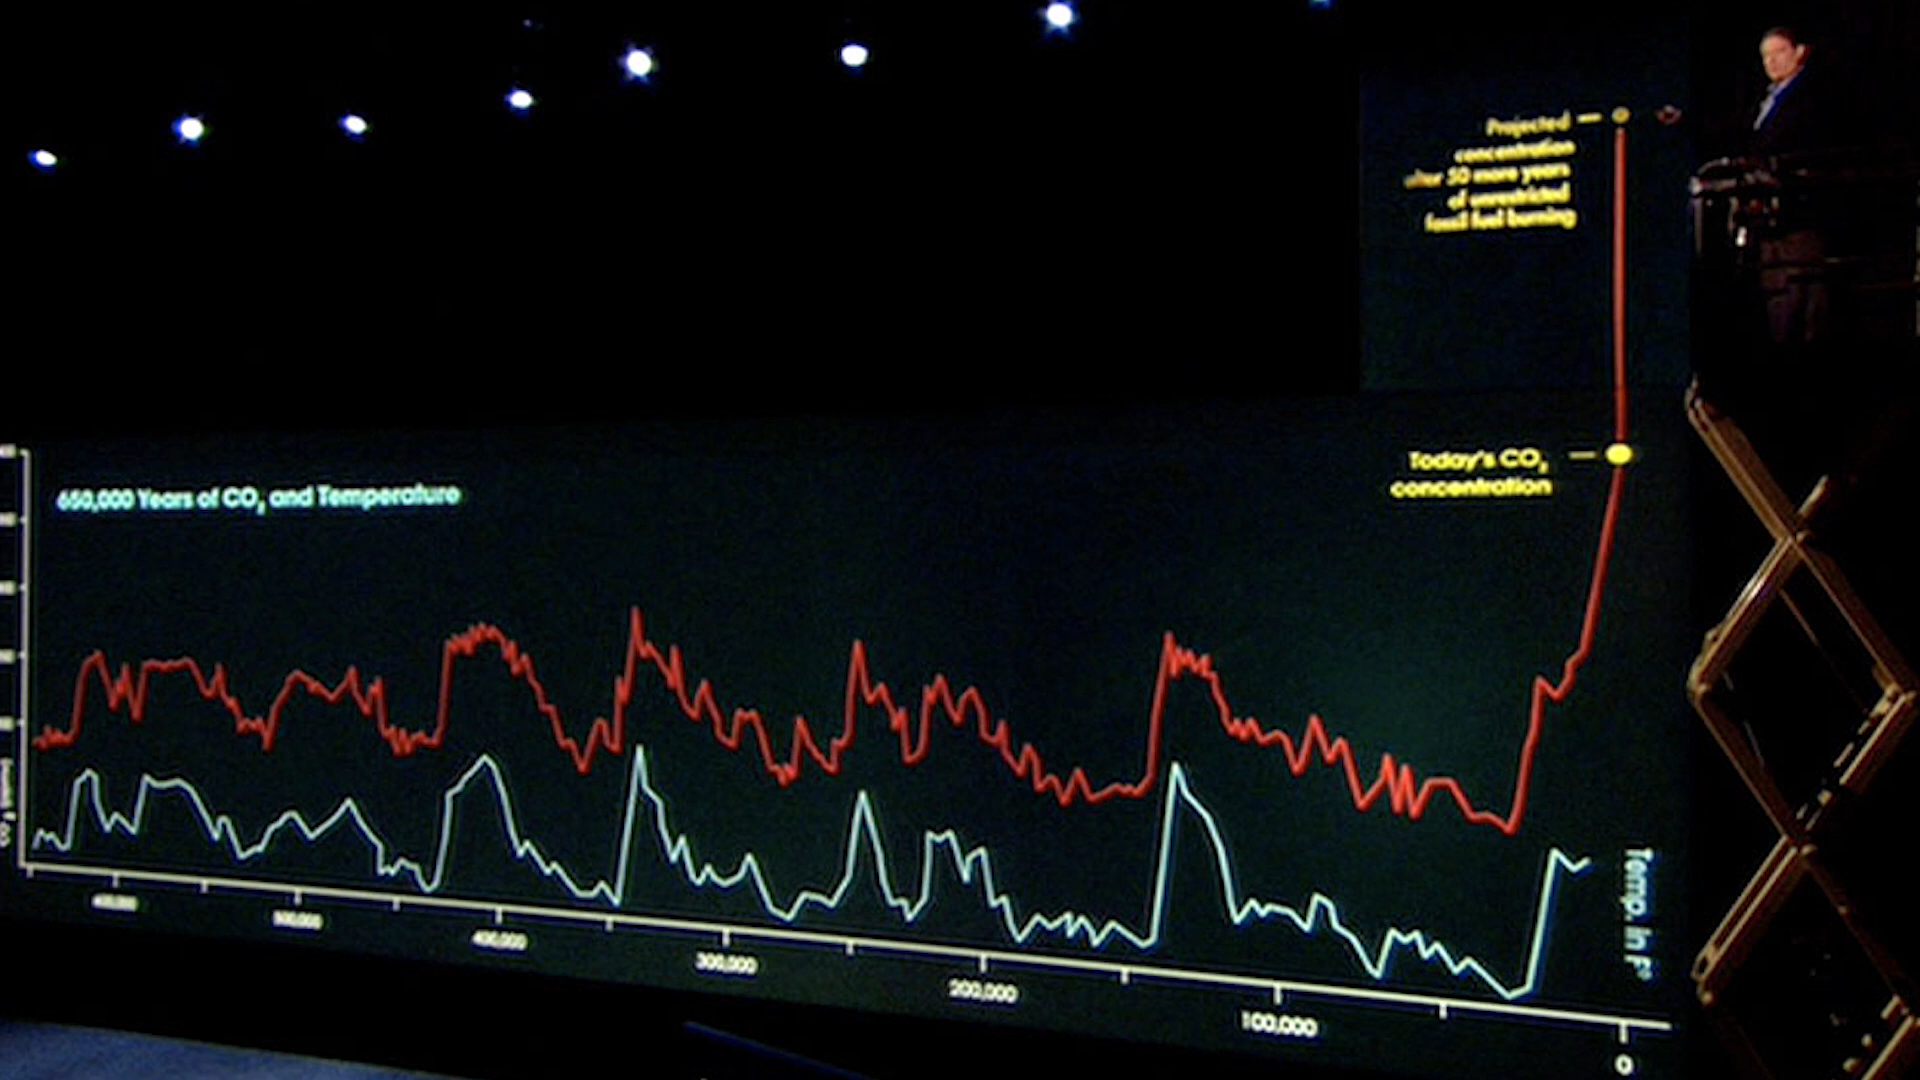 Projected
concentration
after 50 more years
of unrestricted
fossil fuel burning
Today's CO₂
concentration
650,000 Years of CO₂ and Temperature
Temp. in F°
600,000
500,000
400,000
300,000
200,000
100,000
0